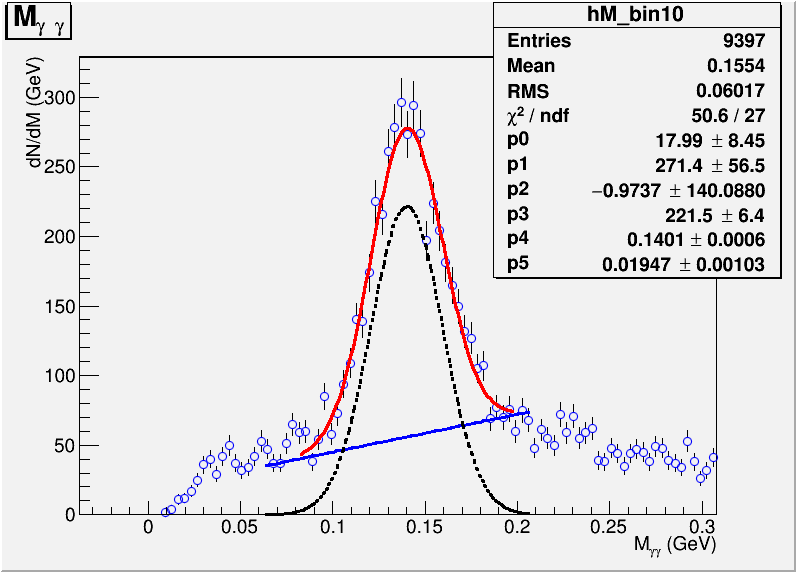 M γ γ
hM_bin10
Entries 9397
Mean 0.1554
RMS 0.06017
χ² / ndf 50.6 / 27
p0 17.99 ± 8.45
p1 271.4 ± 56.5
p2 −0.9737 ± 140.0880
p3 221.5 ± 6.4
p4 0.1401 ± 0.0006
p5 0.01947 ± 0.00103
dN/dM (GeV)
300
250
200
150
100
50
0
0 0.05 0.1 0.15 0.2 0.25 0.3
Mγγ (GeV)